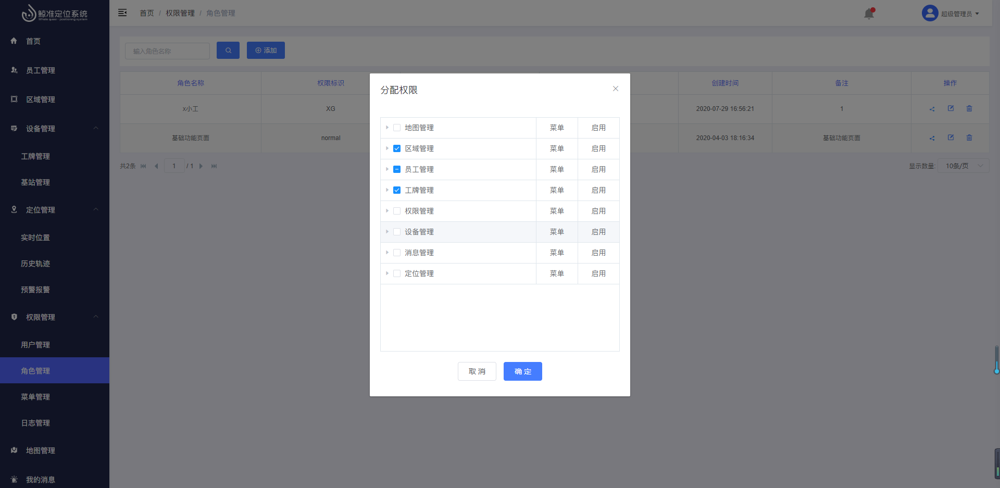 鲸准定位系统
Whale quasi - positioning system
首页
员工管理
区域管理
设备管理
工牌管理
基站管理
定位管理
实时位置
历史轨迹
预警报警
权限管理
用户管理
角色管理
菜单管理
日志管理
地图管理
我的消息
首页 / 权限管理 / 角色管理
超级管理员
输入角色名称
添加
角色名称 权限标识 创建时间 备注 操作
x小工 XG 2020-07-29 16:56:21 1
基础功能页面 normal 2020-04-03 18:16:34 基础功能页面
共2条 1 / 1 显示数量: 10条/页
分配权限
地图管理 菜单 启用
区域管理 菜单 启用
员工管理 菜单 启用
工牌管理 菜单 启用
权限管理 菜单 启用
设备管理 菜单 启用
消息管理 菜单 启用
定位管理 菜单 启用
取 消 确 定